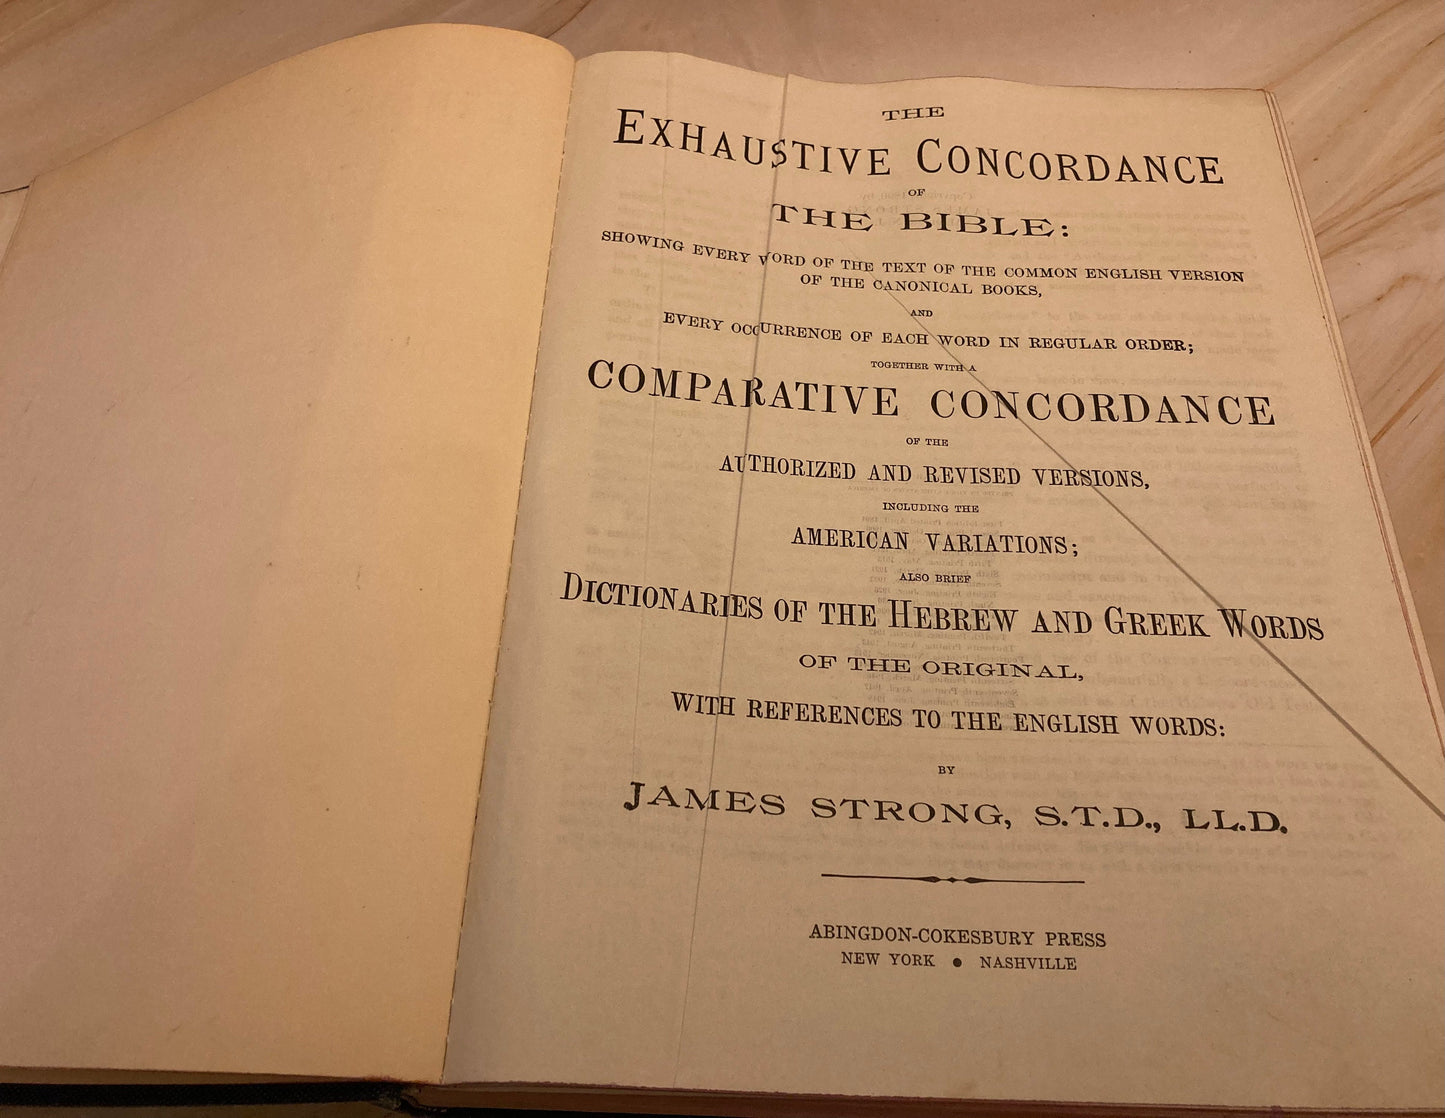 THE
EXHAUSTIVE CONCORDANCE
OF
THE BIBLE:
SHOWING EVERY WORD OF THE TEXT OF THE COMMON ENGLISH VERSION
OF THE CANONICAL BOOKS,
AND
EVERY OCCURRENCE OF EACH WORD IN REGULAR ORDER;
TOGETHER WITH A
COMPARATIVE CONCORDANCE
OF THE
AUTHORIZED AND REVISED VERSIONS,
INCLUDING THE
AMERICAN VARIATIONS;
ALSO BRIEF
DICTIONARIES OF THE HEBREW AND GREEK WORDS
OF THE ORIGINAL,
WITH REFERENCES TO THE ENGLISH WORDS:
BY
JAMES STRONG, S.T.D., LL.D.
ABINGDON-COKESBURY PRESS
NEW YORK • NASHVILLE